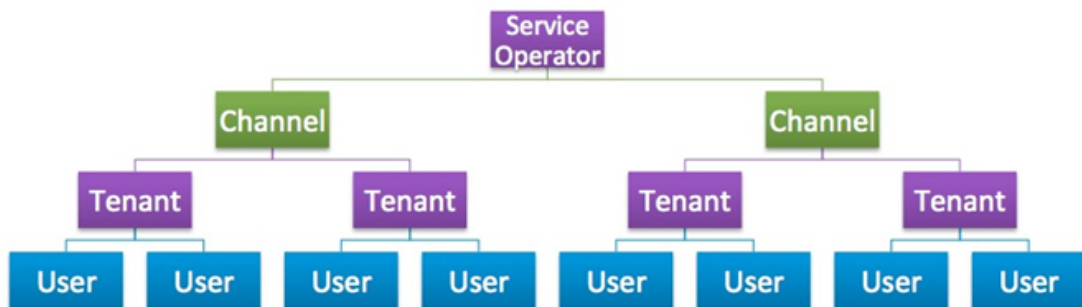 Service
Operator
Channel
Channel
Tenant
Tenant
Tenant
Tenant
User
User
User
User
User
User
User
User